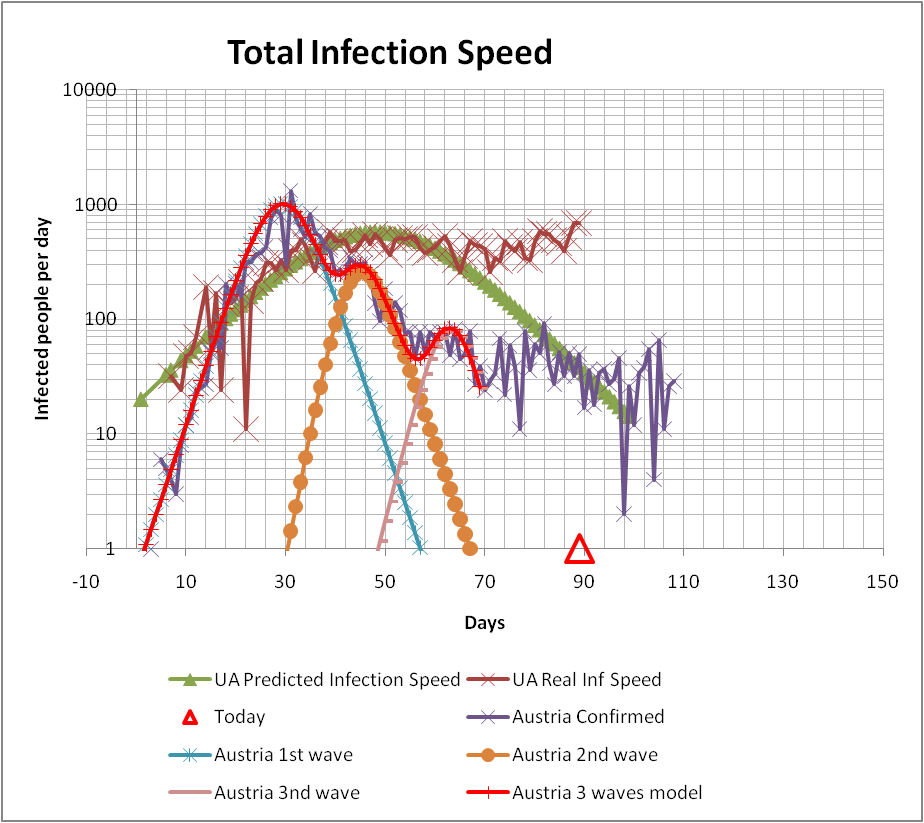 Total Infection Speed
10000
1000
100
10
1
Infected people per day
-10 10 30 50 70 90 110 130 150
Days
UA Predicted Infection Speed UA Real Inf Speed
Today Austria Confirmed
Austria 1st wave Austria 2nd wave
Austria 3nd wave Austria 3 waves model